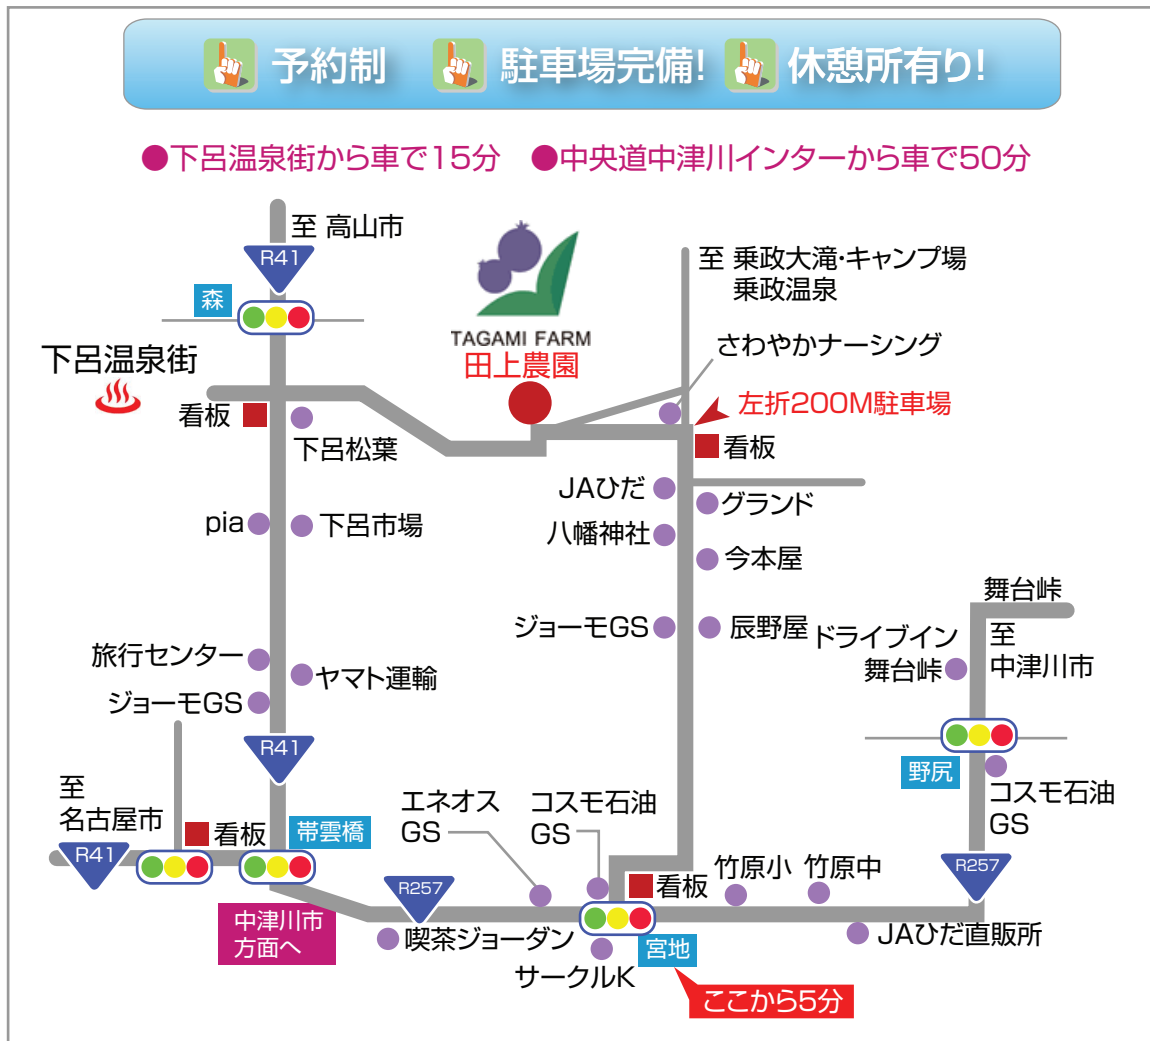 予約制
駐車場完備!
休憩所有り!
●下呂温泉街から車で15分
●中央道中津川インターから車で50分
至 高山市
R41
森
下呂温泉街
看板
下呂松葉
TAGAMI FARM
田上農園
至 乗政大滝・キャンプ場
乗政温泉
さわやかナーシング
左折200M駐車場
看板
JAひだ
グランド
八幡神社
今本屋
pia
下呂市場
ジョーモGS
辰野屋
舞台峠
至
中津川市
ドライブイン
舞台峠
旅行センター
ヤマト運輸
ジョーモGS
R41
野尻
コスモ石油
GS
至
名古屋市
R41
看板
帯雲橋
エネオス
GS
コスモ石油
GS
看板
竹原小
竹原中
R257
R257
中津川市
方面へ
喫茶ジョーダン
サークルK
宮地
JAひだ直販所
ここから5分